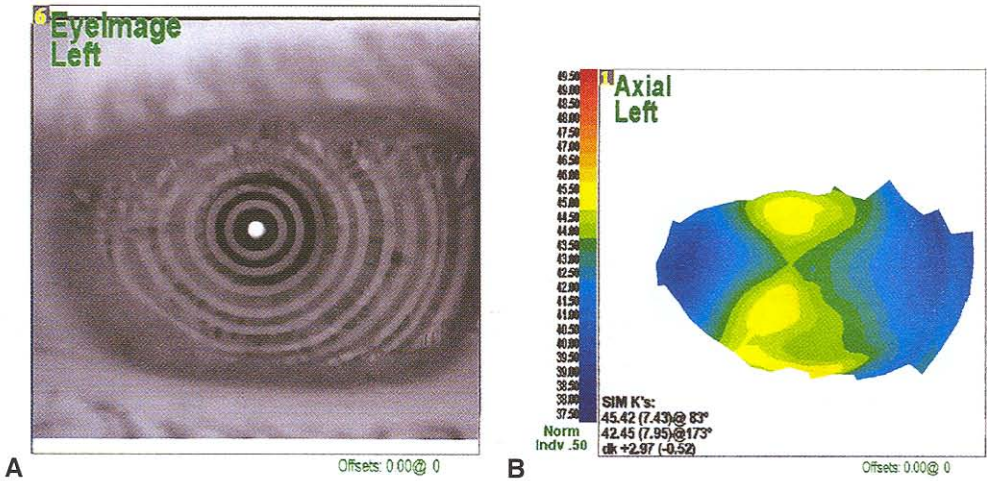 6
EyeImage
Left
Offsets: 0.00@ 0
A
49.50
49.00
48.50
48.00
47.50
47.00
46.50
46.00
45.50
45.00
44.50
44.00
43.50
43.00
42.50
42.00
41.50
41.00
40.50
40.00
39.50
39.00
38.50
38.00
37.50
Norm
Indv .50
1
Axial
Left
SIM K's:
45.42 (7.43)@ 83°
42.45 (7.95)@173°
dk +2.97 (-0.52)
Offsets: 0.00@ 0
B